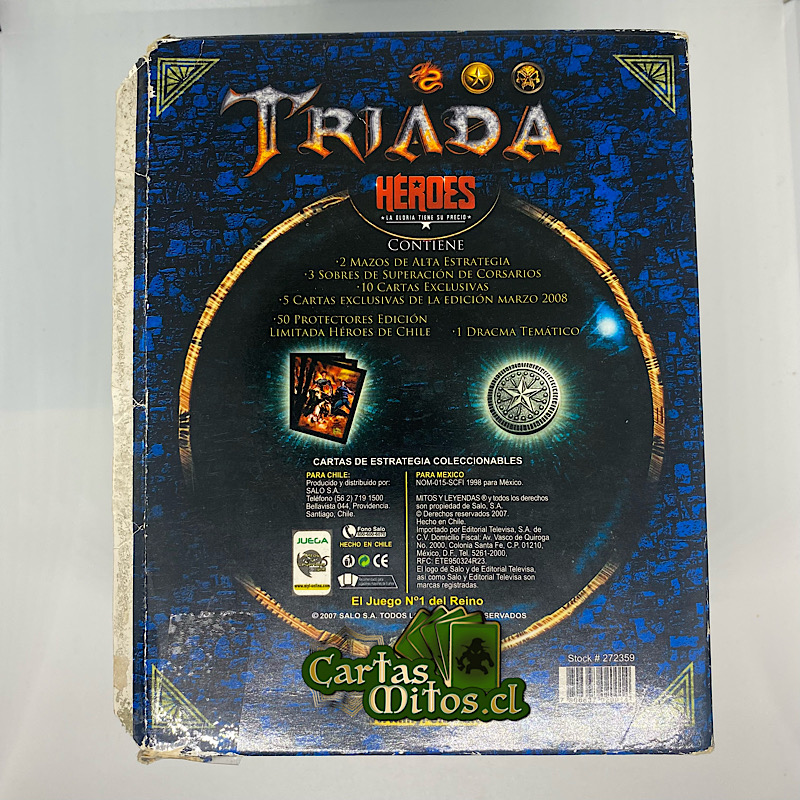 TRIADA
HÉROES
• LA GLORIA TIENE SU PRECIO •
CONTIENE
·2 MAZOS DE ALTA ESTRATEGIA
·3 SOBRES DE SUPERACIÓN DE CORSARIOS
·10 CARTAS EXCLUSIVAS
·5 CARTAS EXCLUSIVAS DE LA EDICIÓN MARZO 2008
·50 PROTECTORES EDICIÓN
LIMITADA HÉROES DE CHILE
·1 DRACMA TEMÁTICO
CARTAS DE ESTRATEGIA COLECCIONABLES
PARA CHILE:
Producido y distribuido por:
SALO S.A.
Teléfono (56 2) 719 1500
Bellavista 044, Providencia.
Santiago, Chile.
Fono Salo
HECHO EN CHILE
JUEGA
CE
PARA MEXICO
NOM-015-SCFI 1998 para México.
MITOS Y LEYENDAS ® y todos los derechos
son propiedad de Salo, S.A.
© Derechos reservados 2007.
Hecho en Chile.
Importado por Editorial Televisa, S.A. de
C.V. Domicilio Fiscal; Av. Vasco de Quiroga
No. 2000, Colonia Santa Fe, C.P. 01210,
México, D.F., Tel. 5261-2000,
RFC: ETE950324R23.
El logo de Salo y de Editorial Televisa,
así como Salo y Editorial Televisa son
marcas registradas.
El Juego Nº1 del Reino
© 2007 SALO S.A. TODOS
RESERVADOS
Stock # 272359
Cartas
Mitos.cl